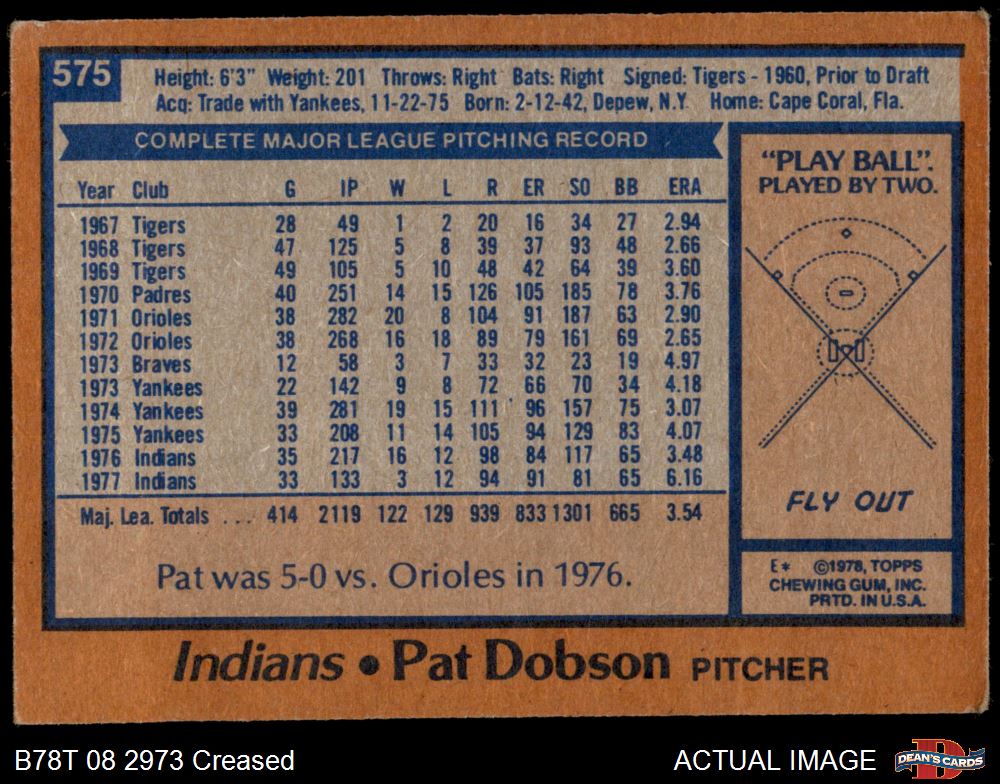 575
Height: 6'3" Weight: 201 Throws: Right Bats: Right Signed: Tigers - 1960, Prior to Draft
Acq: Trade with Yankees, 11-22-75 Born: 2-12-42, Depew, N.Y. Home: Cape Coral, Fla.
COMPLETE MAJOR LEAGUE PITCHING RECORD
Year Club G IP W L R ER SO BB ERA
1967 Tigers 28 49 1 2 20 16 34 27 2.94
1968 Tigers 47 125 5 8 39 37 93 48 2.66
1969 Tigers 49 105 5 10 48 42 64 39 3.60
1970 Padres 40 251 14 15 126 105 185 78 3.76
1971 Orioles 38 282 20 8 104 91 187 63 2.90
1972 Orioles 38 268 16 18 89 79 161 69 2.65
1973 Braves 12 58 3 7 33 32 23 19 4.97
1973 Yankees 22 142 9 8 72 66 70 34 4.18
1974 Yankees 39 281 19 15 111 96 157 75 3.07
1975 Yankees 33 208 11 14 105 94 129 83 4.07
1976 Indians 35 217 16 12 98 84 117 65 3.48
1977 Indians 33 133 3 12 94 91 81 65 6.16
Maj. Lea. Totals ... 414 2119 122 129 939 833 1301 665 3.54
Pat was 5-0 vs. Orioles in 1976.
"PLAY BALL".
PLAYED BY TWO.
FLY OUT
E* ©1978, TOPPS
CHEWING GUM, INC.
PRTD. IN U.S.A.
Indians • Pat Dobson PITCHER
B78T 08 2973 Creased
ACTUAL IMAGE
DEAN'S CARDS